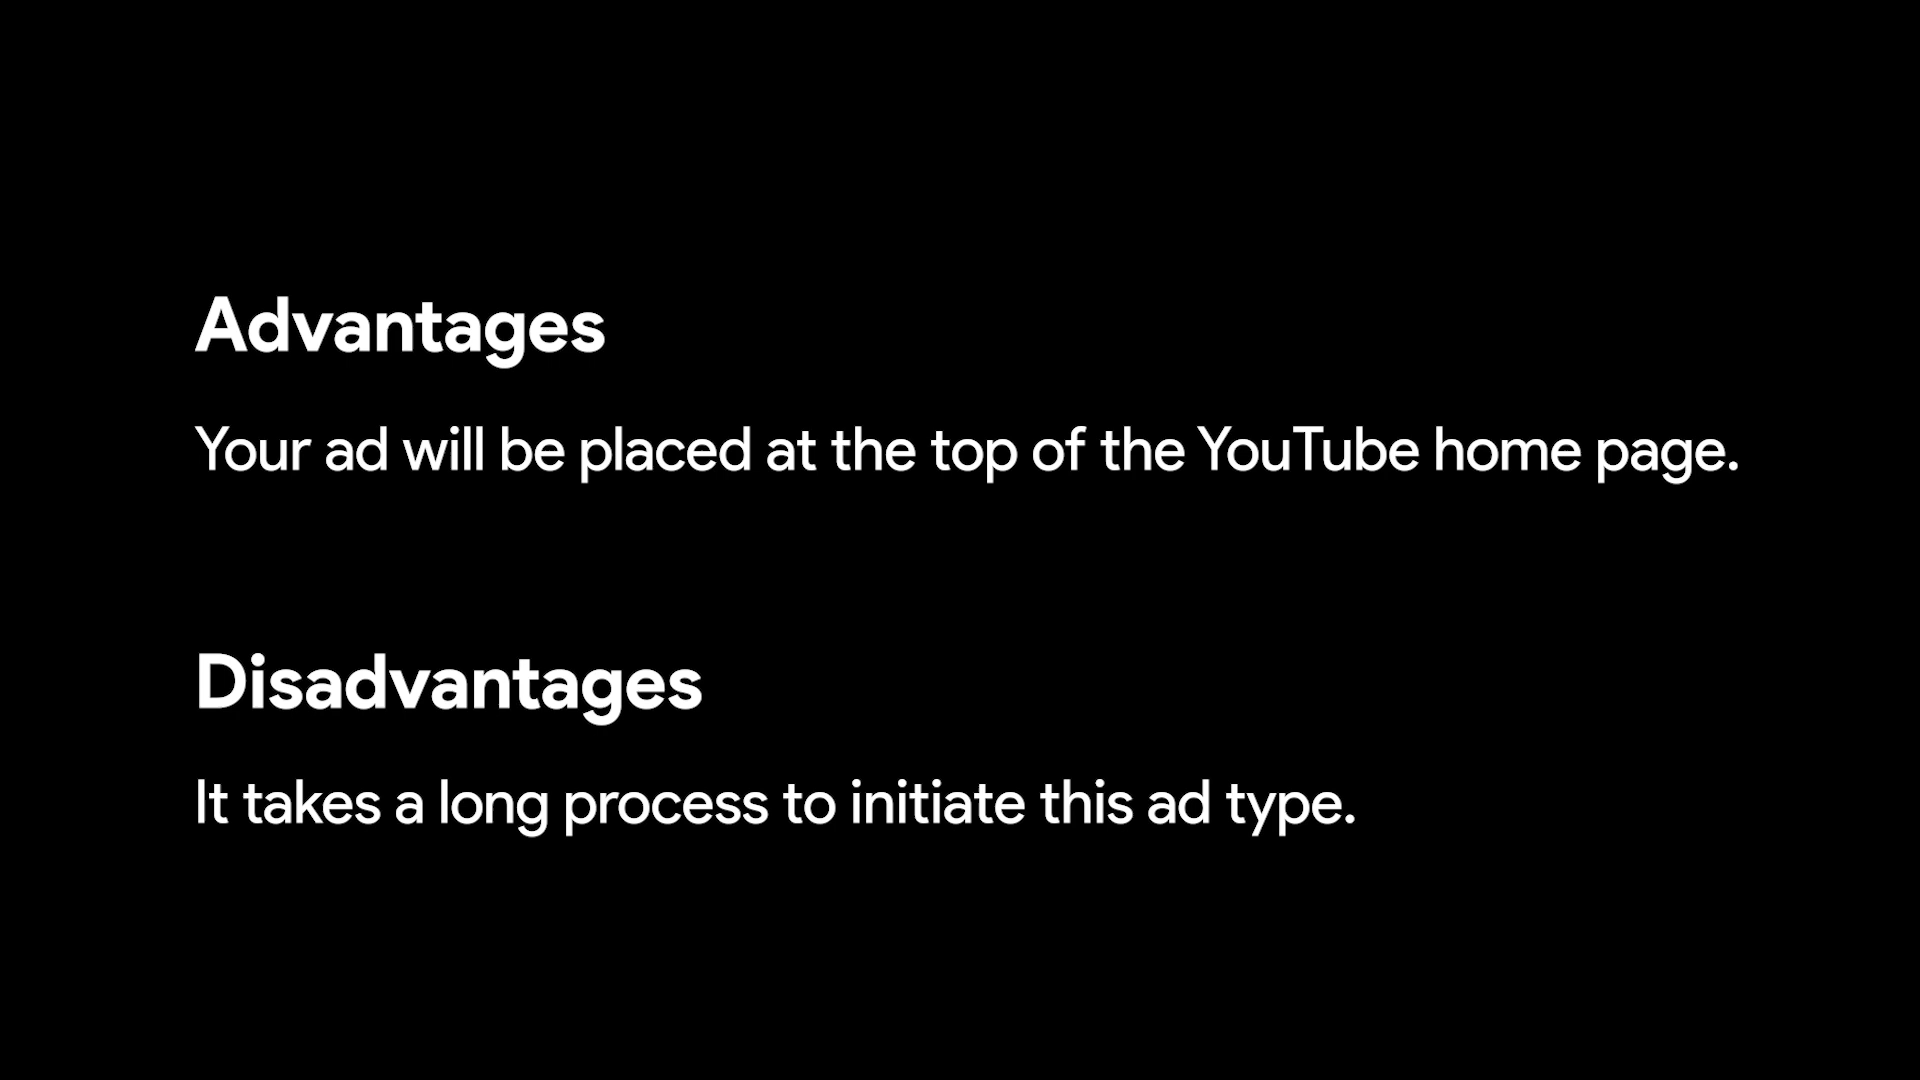 Advantages
Your ad will be placed at the top of the YouTube home page.
Disadvantages
It takes a long process to initiate this ad type.